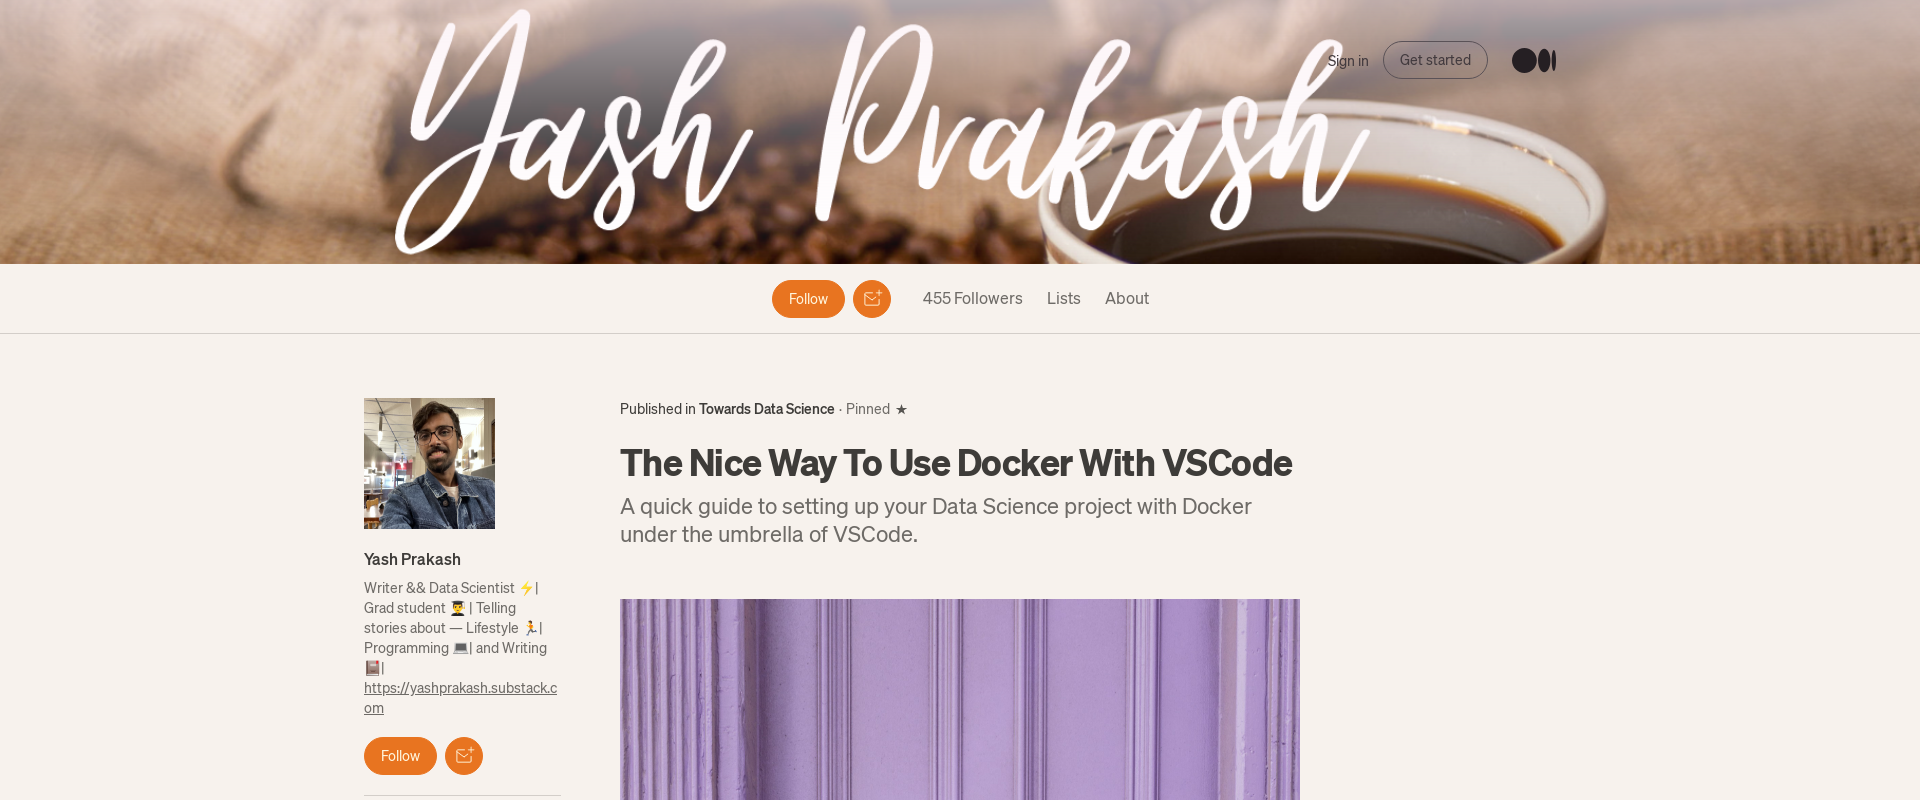 Yash Prakash
Sign in
Get started
Follow
455 Followers
Lists
About
Published in Towards Data Science · Pinned ★
The Nice Way To Use Docker With VSCode
A quick guide to setting up your Data Science project with Docker
under the umbrella of VSCode.
Yash Prakash
Writer && Data Scientist ⚡|
Grad student 👨‍🎓 | Telling
stories about — Lifestyle 🏃|
Programming 💻| and Writing
📓|
https://yashprakash.substack.c
om
Follow